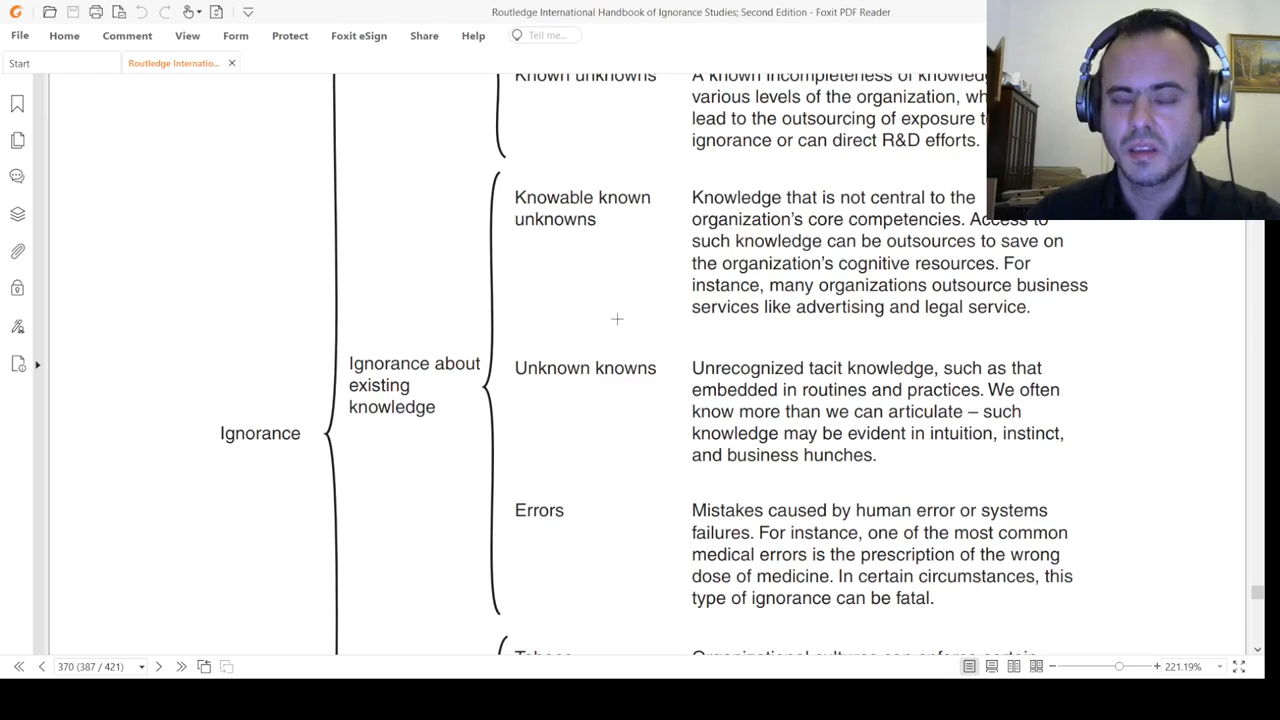 Routledge International Handbook of Ignorance Studies; Second Edition - Foxit PDF Reader
File Home Comment View Form Protect Foxit eSign Share Help Tell me...
Start Routledge Internatio...
Known unknowns
A known incompleteness of
various levels of the organization,
lead to the outsourcing of exposure
ignorance or can direct R&D efforts.
Knowable known
unknowns
Knowledge that is not central to the
organization's core competencies. Access to
such knowledge can be outsources to save on
the organization's cognitive resources. For
instance, many organizations outsource business
services like advertising and legal service.
Ignorance about
existing
knowledge
Unknown knowns
Unrecognized tacit knowledge, such as that
embedded in routines and practices. We often
know more than we can articulate – such
knowledge may be evident in intuition, instinct,
and business hunches.
Ignorance
Errors
Mistakes caused by human error or systems
failures. For instance, one of the most common
medical errors is the prescription of the wrong
dose of medicine. In certain circumstances, this
type of ignorance can be fatal.
370 (387 / 421)
221.19%